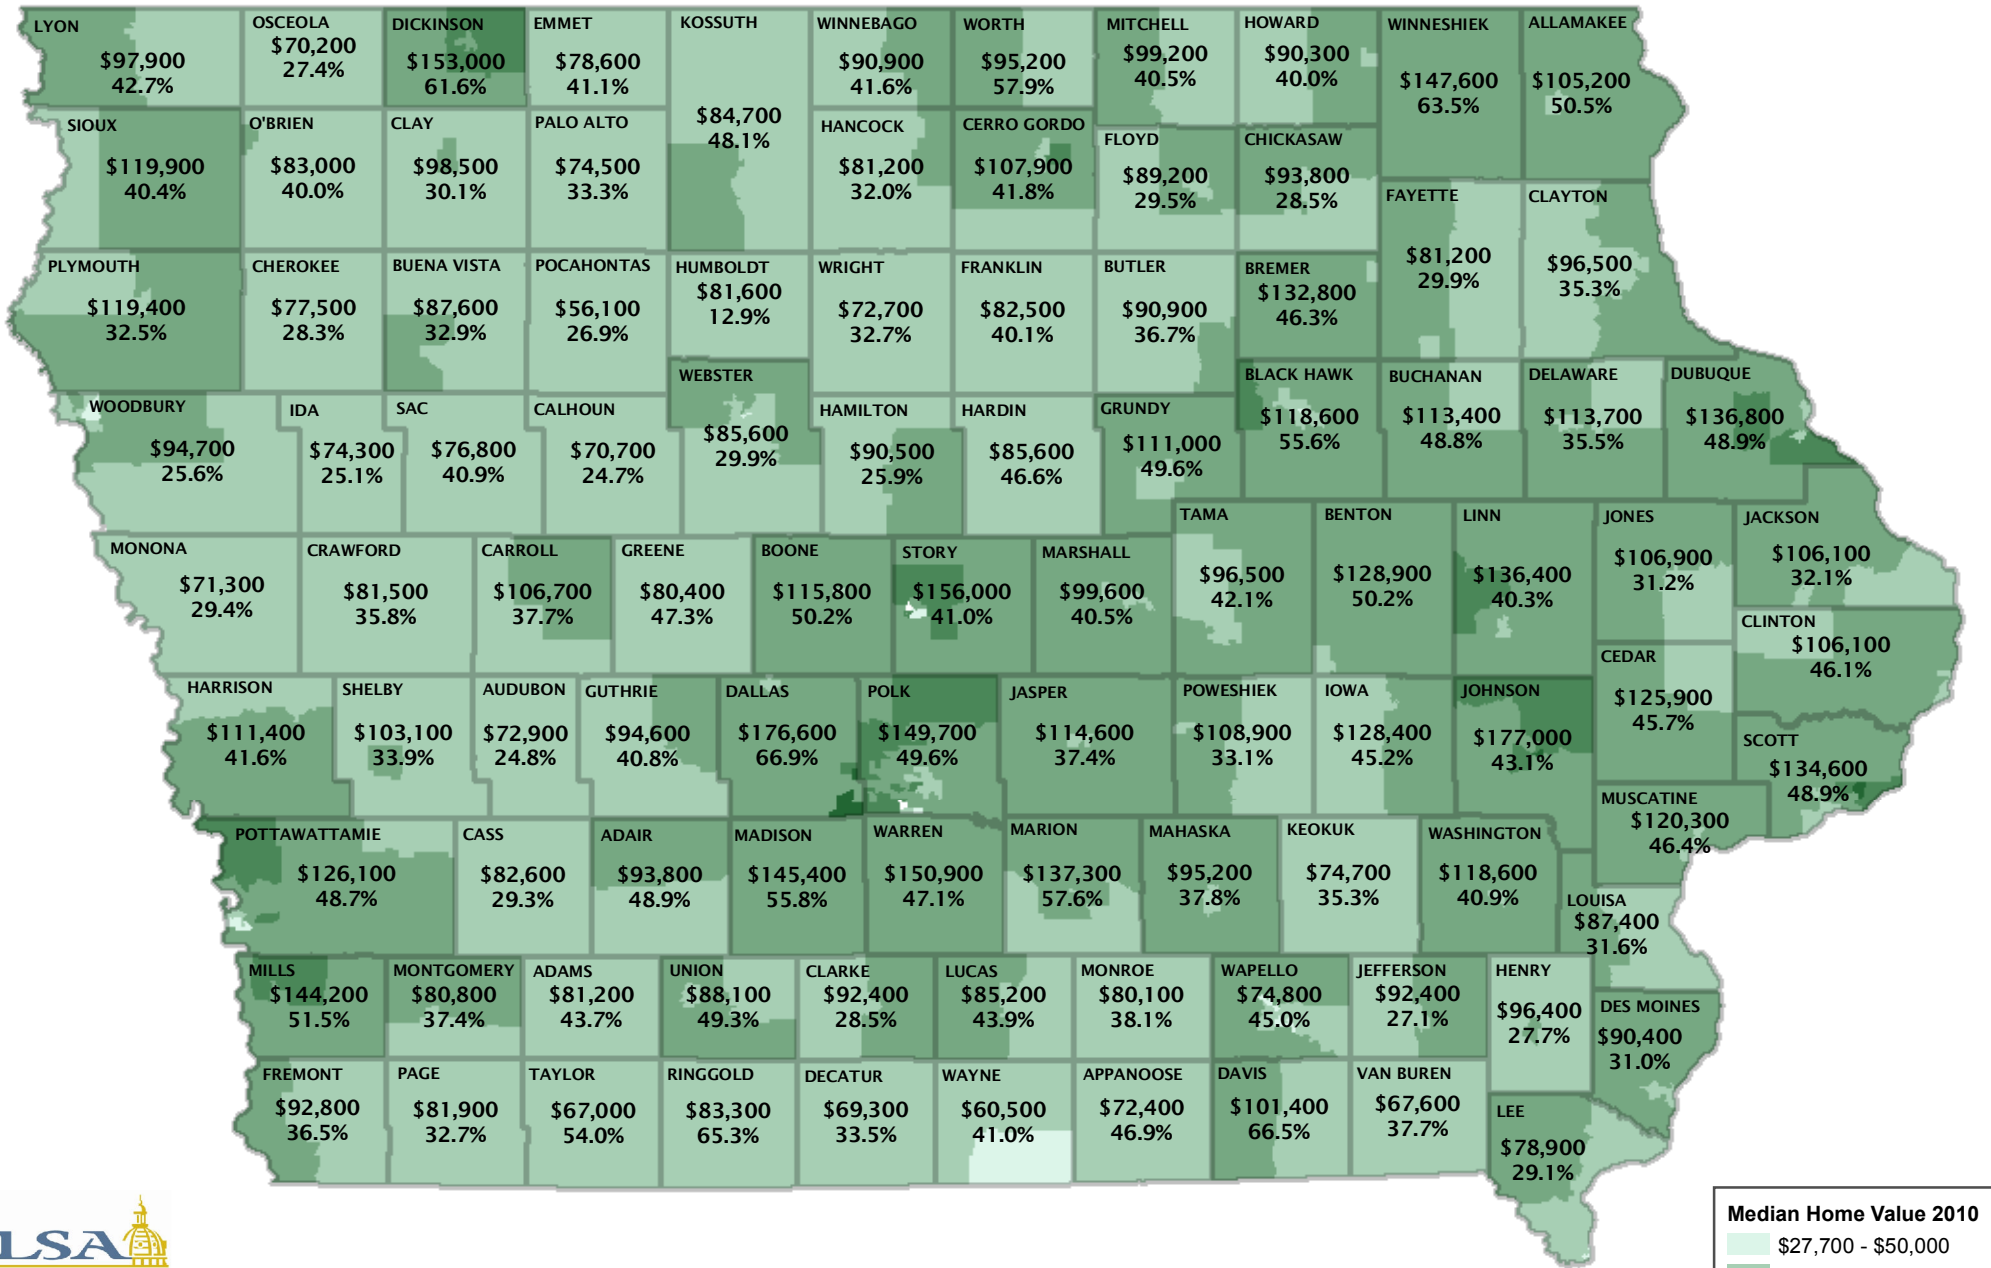 LYON
$97,900
42.7%
OSCEOLA
$70,200
27.4%
DICKINSON
$153,000
61.6%
EMMET
$78,600
41.1%
KOSSUTH
$84,700
48.1%
WINNEBAGO
$90,900
41.6%
WORTH
$95,200
57.9%
MITCHELL
$99,200
40.5%
HOWARD
$90,300
40.0%
WINNESHIEK
$147,600
63.5%
ALLAMAKEE
$105,200
50.5%
SIOUX
$119,900
40.4%
O'BRIEN
$83,000
40.0%
CLAY
$98,500
30.1%
PALO ALTO
$74,500
33.3%
HANCOCK
$81,200
32.0%
CERRO GORDO
$107,900
41.8%
FLOYD
$89,200
29.5%
CHICKASAW
$93,800
28.5%
FAYETTE
$81,200
29.9%
CLAYTON
$96,500
35.3%
PLYMOUTH
$119,400
32.5%
CHEROKEE
$77,500
28.3%
BUENA VISTA
$87,600
32.9%
POCAHONTAS
$56,100
26.9%
HUMBOLDT
$81,600
12.9%
WRIGHT
$72,700
32.7%
FRANKLIN
$82,500
40.1%
BUTLER
$90,900
36.7%
BREMER
$132,800
46.3%
WOODBURY
$94,700
25.6%
IDA
$74,300
25.1%
SAC
$76,800
40.9%
CALHOUN
$70,700
24.7%
WEBSTER
$85,600
29.9%
HAMILTON
$90,500
25.9%
HARDIN
$85,600
46.6%
GRUNDY
$111,000
49.6%
BLACK HAWK
$118,600
55.6%
BUCHANAN
$113,400
48.8%
DELAWARE
$113,700
35.5%
DUBUQUE
$136,800
48.9%
MONONA
$71,300
29.4%
CRAWFORD
$81,500
35.8%
CARROLL
$106,700
37.7%
GREENE
$80,400
47.3%
BOONE
$115,800
50.2%
STORY
$156,000
41.0%
MARSHALL
$99,600
40.5%
TAMA
$96,500
42.1%
BENTON
$128,900
50.2%
LINN
$136,400
40.3%
JONES
$106,900
31.2%
JACKSON
$106,100
32.1%
CLINTON
$106,100
46.1%
CEDAR
$125,900
45.7%
HARRISON
$111,400
41.6%
SHELBY
$103,100
33.9%
AUDUBON
$72,900
24.8%
GUTHRIE
$94,600
40.8%
DALLAS
$176,600
66.9%
POLK
$149,700
49.6%
JASPER
$114,600
37.4%
POWESHIEK
$108,900
33.1%
IOWA
$128,400
45.2%
JOHNSON
$177,000
43.1%
SCOTT
$134,600
48.9%
MUSCATINE
$120,300
46.4%
POTTAWATTAMIE
$126,100
48.7%
CASS
$82,600
29.3%
ADAIR
$93,800
48.9%
MADISON
$145,400
55.8%
WARREN
$150,900
47.1%
MARION
$137,300
57.6%
MAHASKA
$95,200
37.8%
KEOKUK
$74,700
35.3%
WASHINGTON
$118,600
40.9%
LOUISA
$87,400
31.6%
MILLS
$144,200
51.5%
MONTGOMERY
$80,800
37.4%
ADAMS
$81,200
43.7%
UNION
$88,100
49.3%
CLARKE
$92,400
28.5%
LUCAS
$85,200
43.9%
MONROE
$80,100
38.1%
WAPELLO
$74,800
45.0%
JEFFERSON
$92,400
27.1%
HENRY
$96,400
27.7%
DES MOINES
$90,400
31.0%
FREMONT
$92,800
36.5%
PAGE
$81,900
32.7%
TAYLOR
$67,000
54.0%
RINGGOLD
$83,300
65.3%
DECATUR
$69,300
33.5%
WAYNE
$60,500
41.0%
APPANOOSE
$72,400
46.9%
DAVIS
$101,400
66.5%
VAN BUREN
$67,600
37.7%
LEE
$78,900
29.1%
LSA
Median Home Value 2010
$27,700 - $50,000